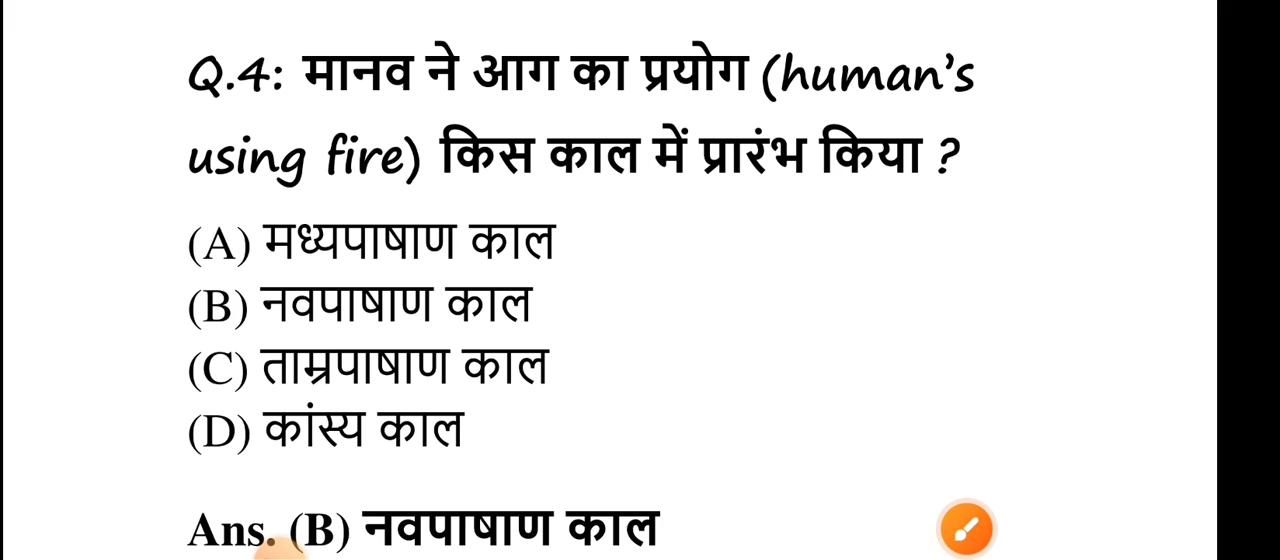 Q.4: मानव ने आग का प्रयोग (human’s
using fire) किस काल में प्रारंभ किया ?
(A) मध्यपाषाण काल
(B) नवपाषाण काल
(C) ताम्रपाषाण काल
(D) कांस्य काल
Ans. (B) नवपाषाण काल